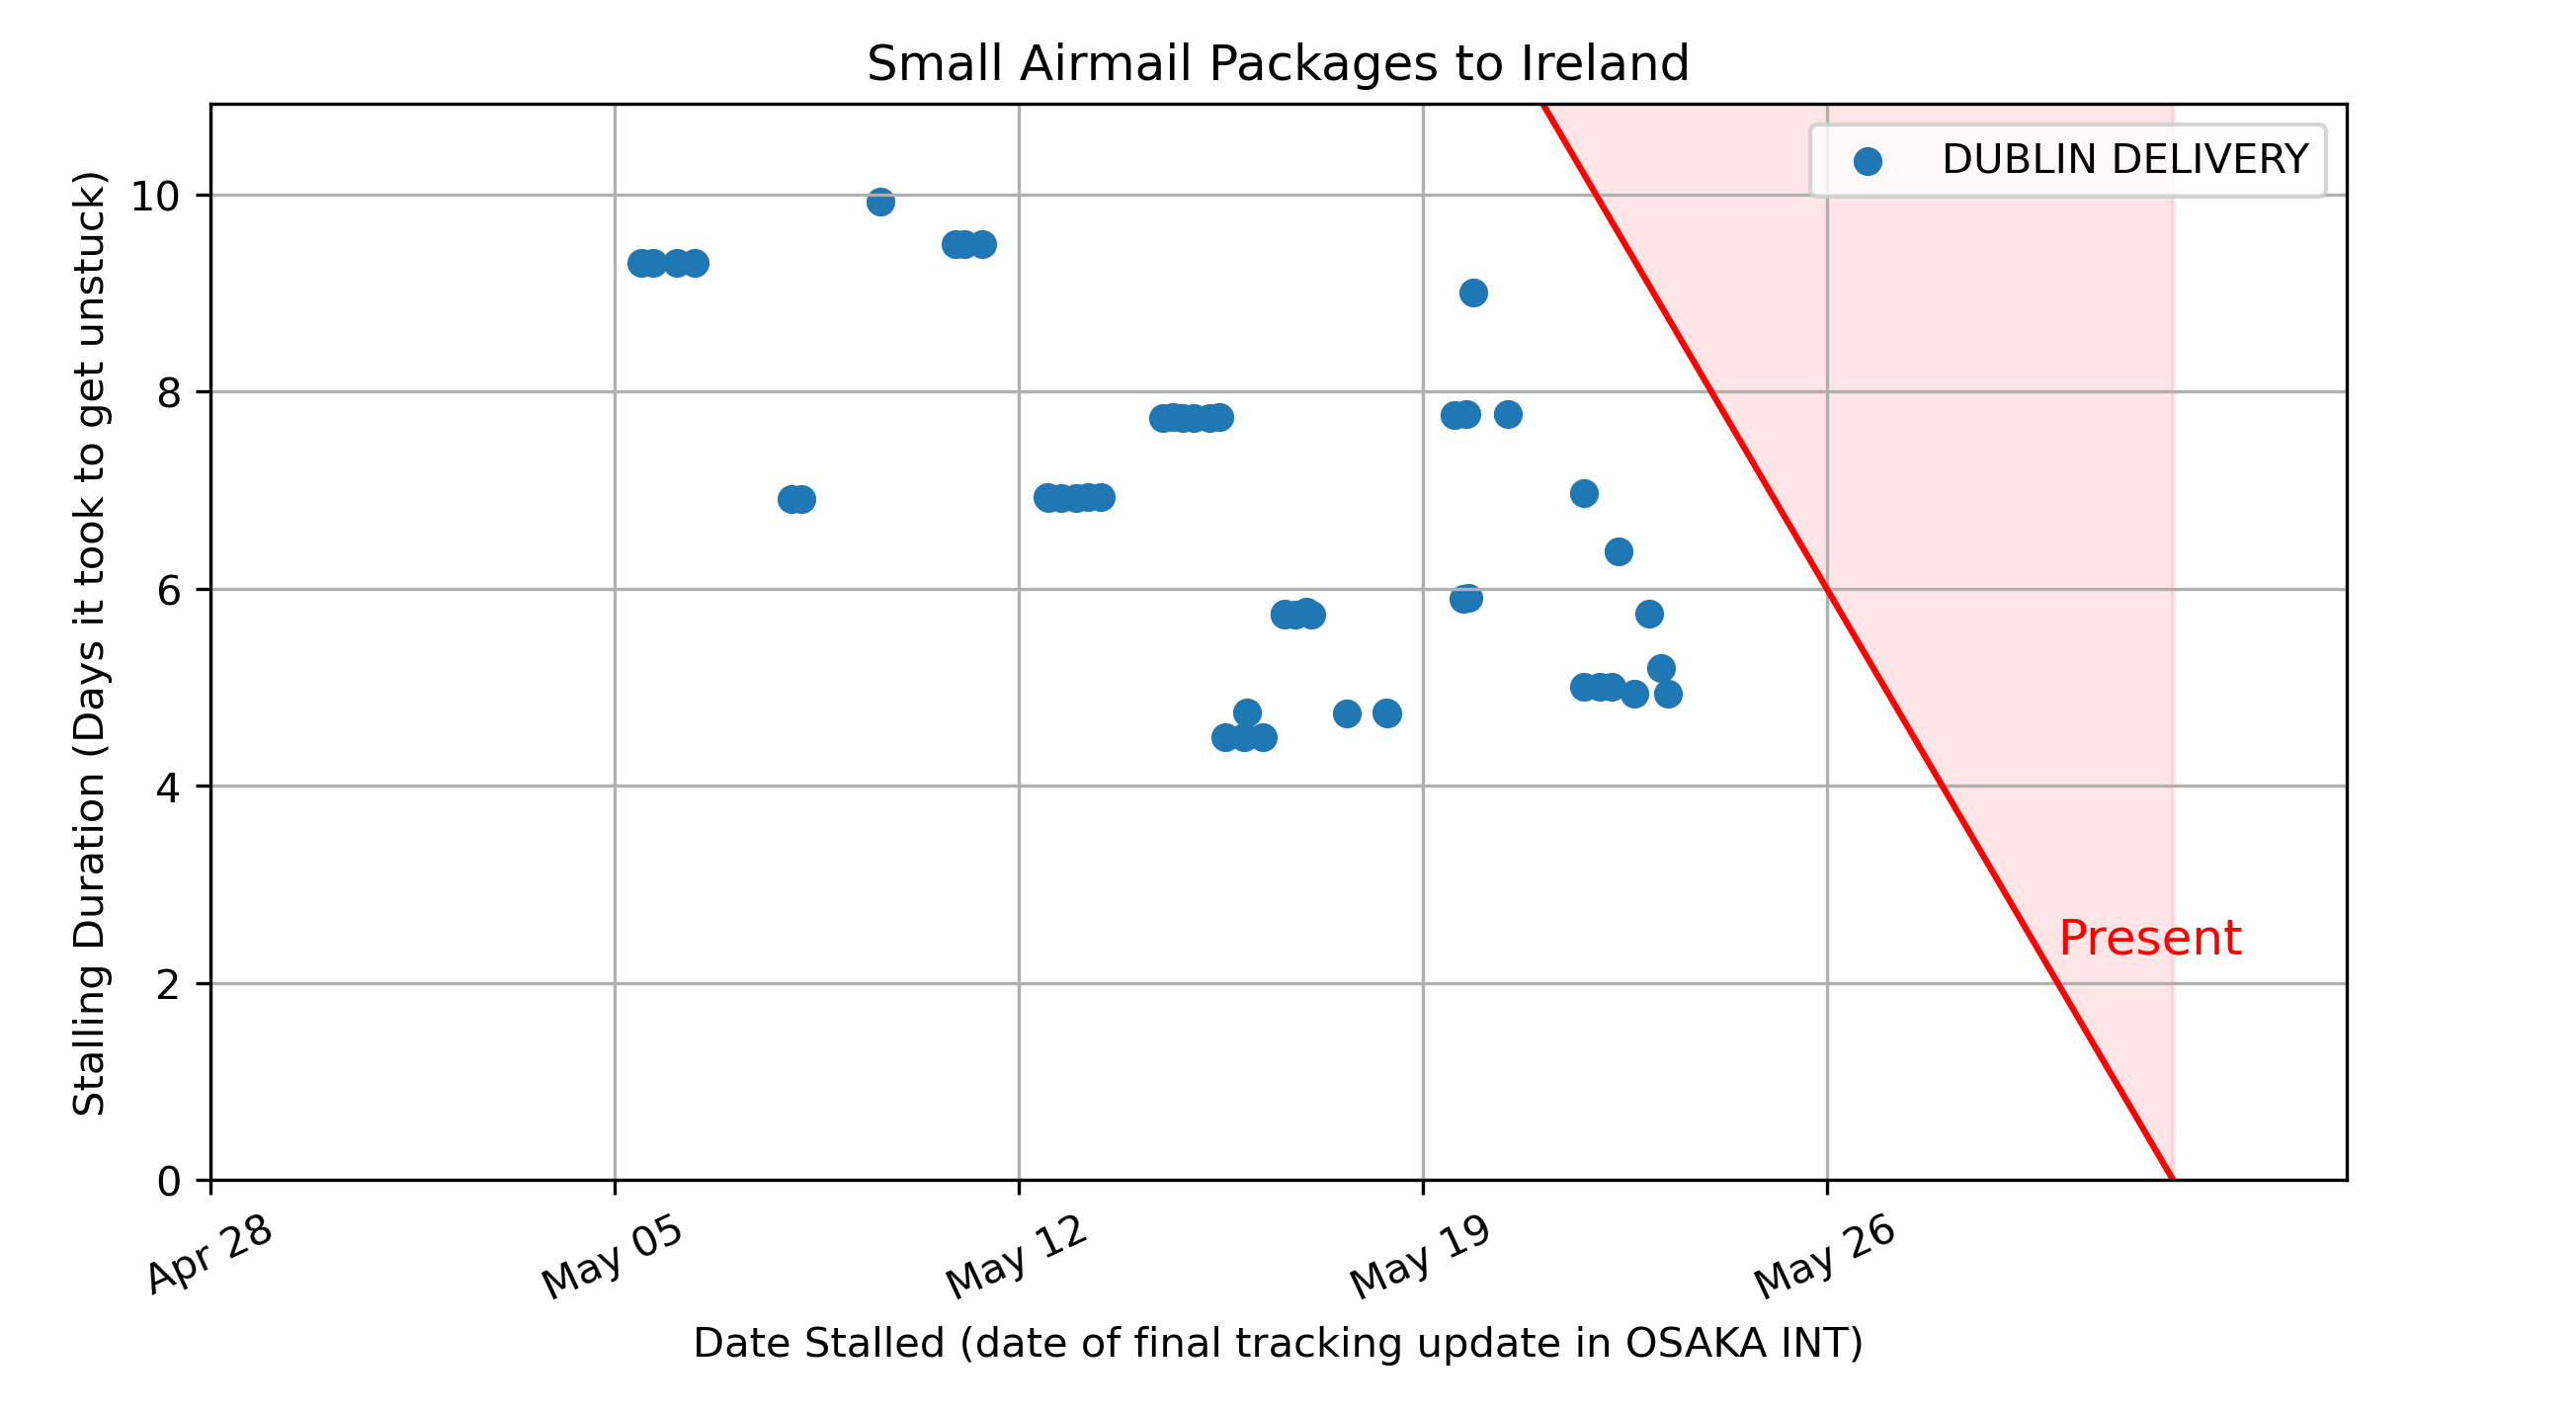 Small Airmail Packages to Ireland
DUBLIN DELIVERY
Stalling Duration (Days it took to get unstuck)
10
8
6
4
2
0
Present
Apr 28
May 05
May 12
May 19
May 26
Date Stalled (date of final tracking update in OSAKA INT)